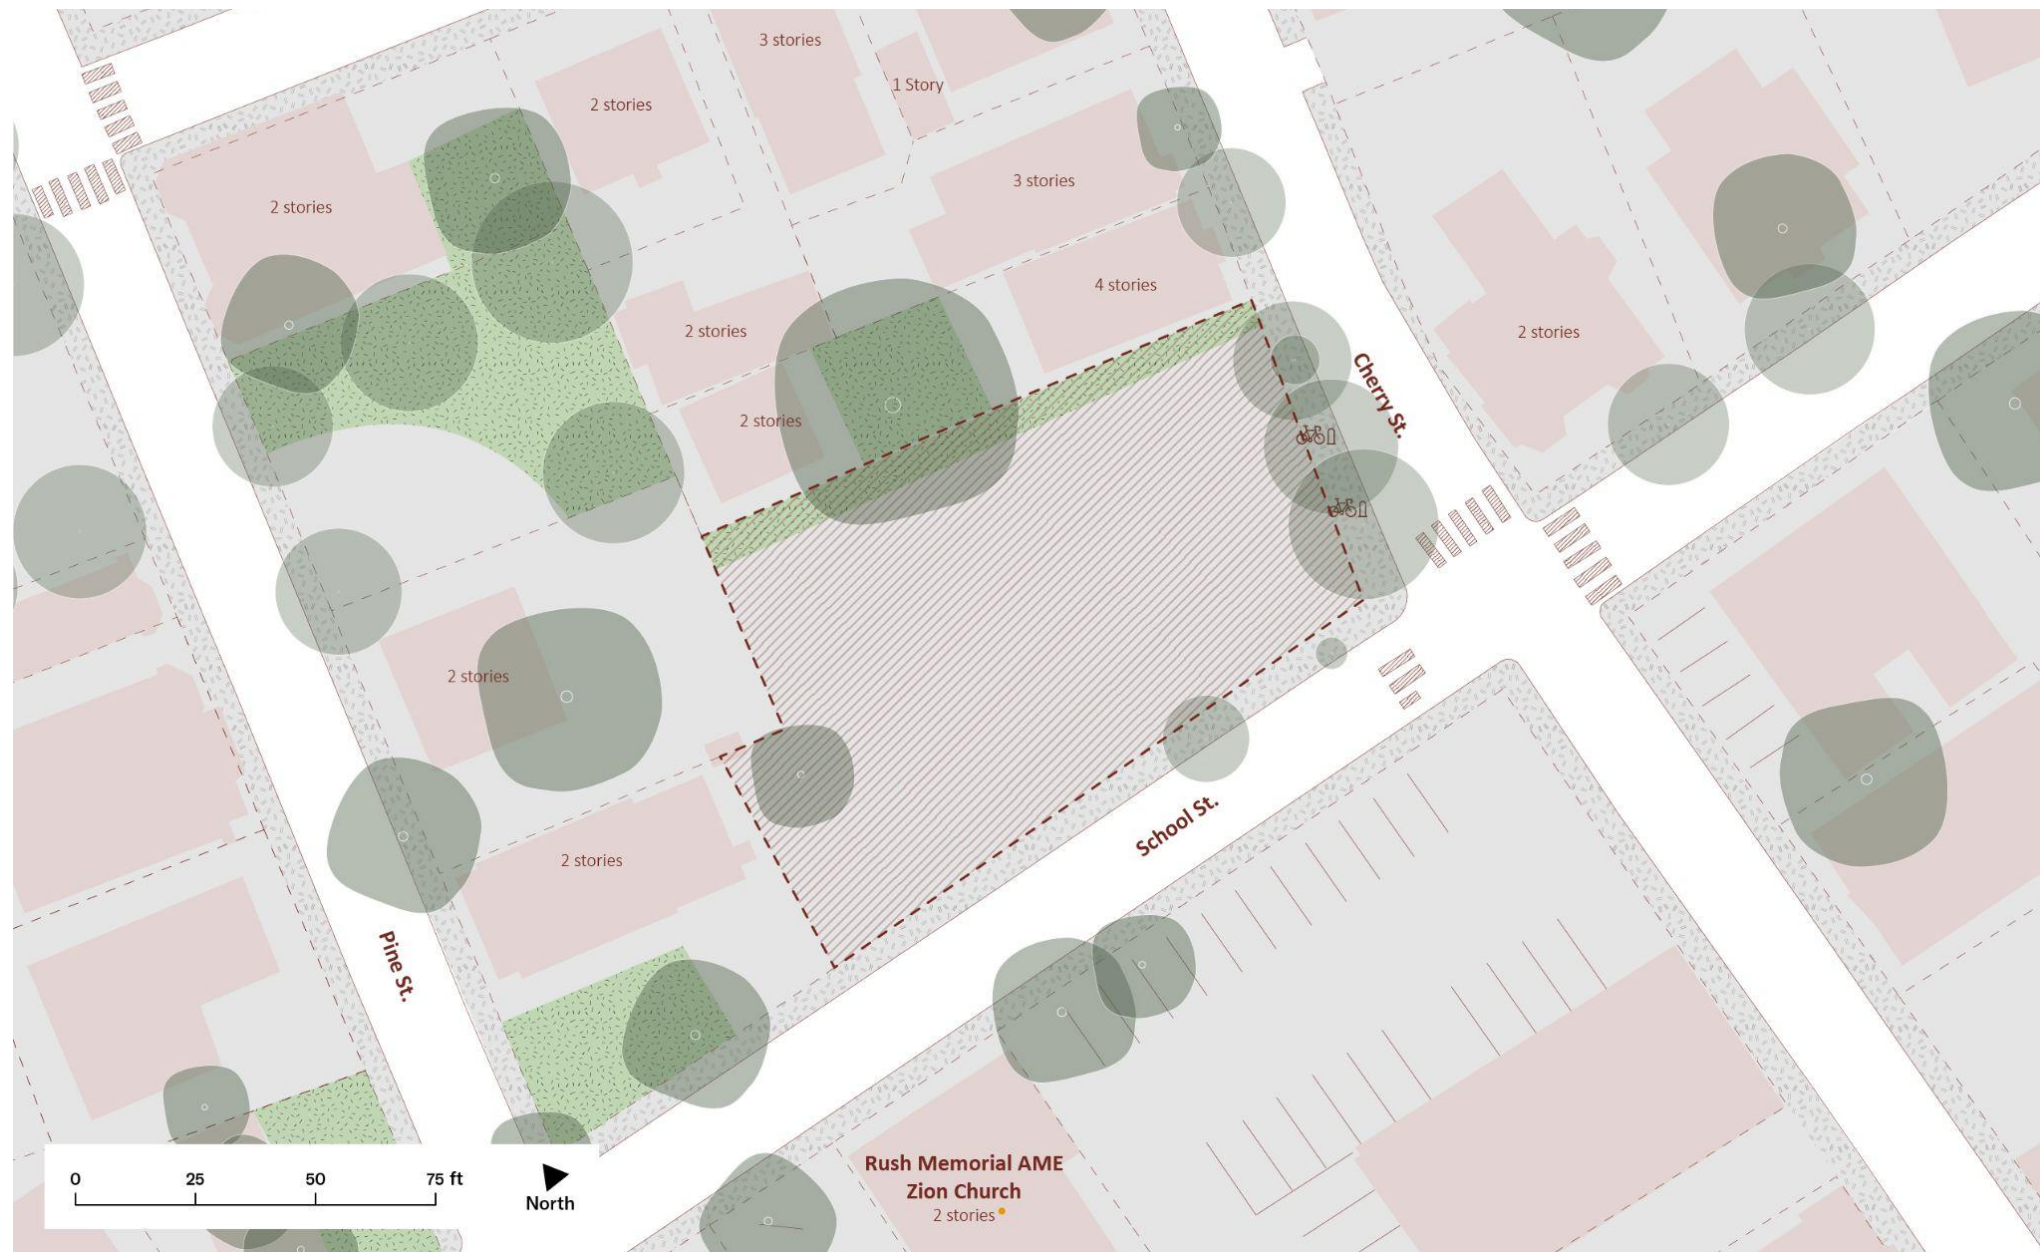 3 stories
1 Story
2 stories
3 stories
2 stories
4 stories
2 stories
2 stories
Cherry St.
2 stories
2 stories
School St.
2 stories
Pine St.
Rush Memorial AME
Zion Church
2 stories
0 25 50 75 ft
North